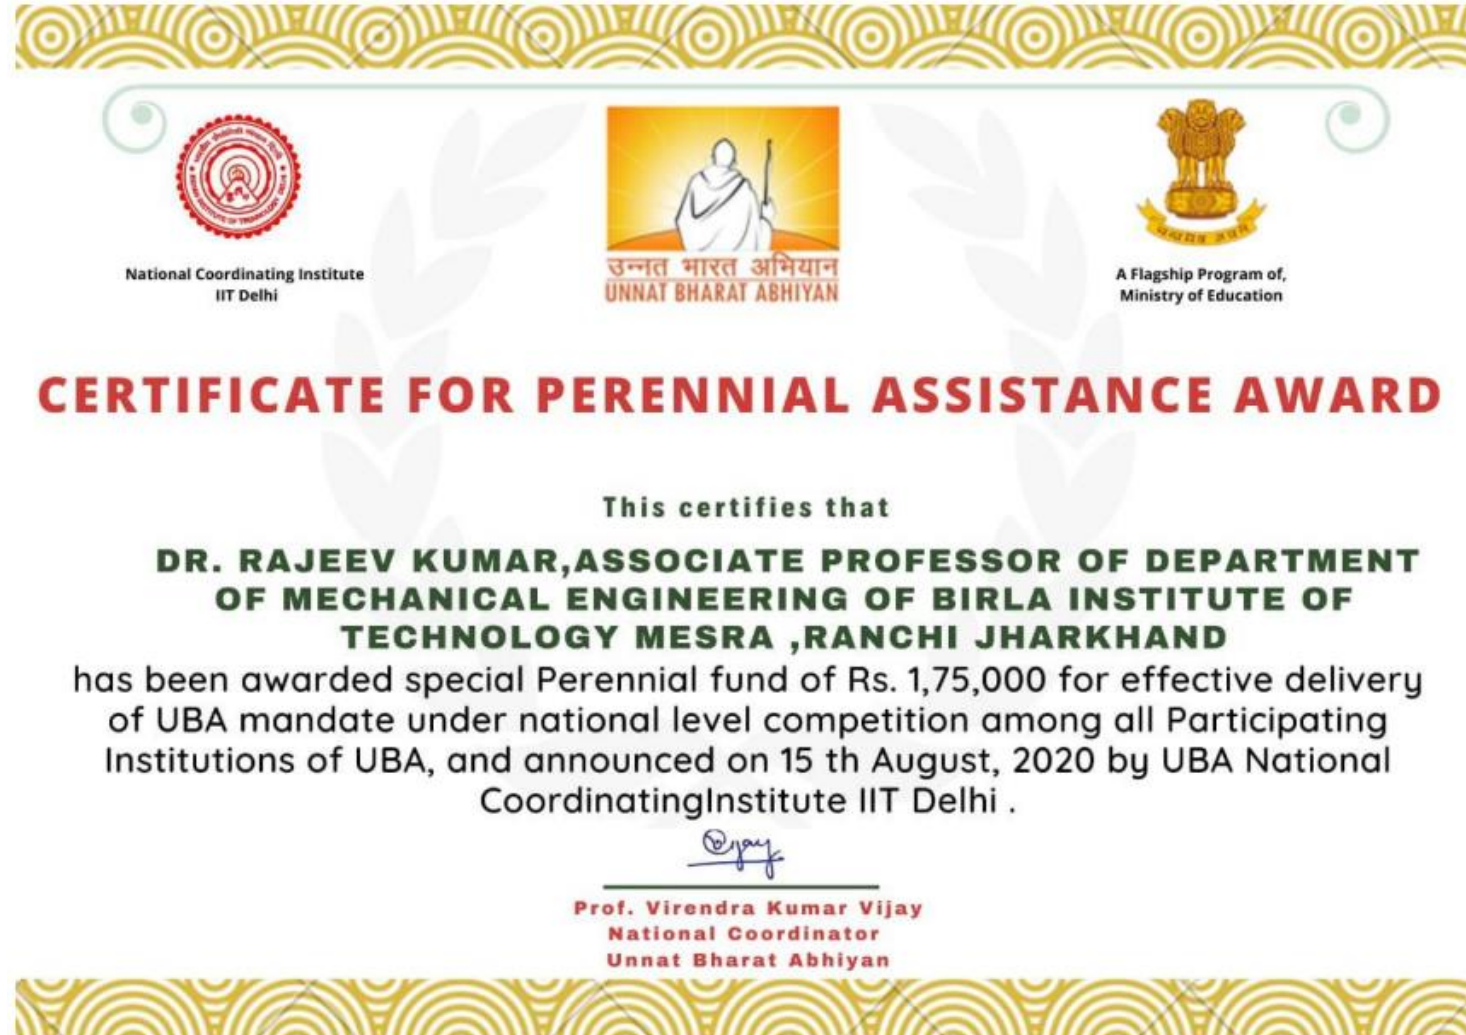 National Coordinating Institute
IIT Delhi
उन्नत भारत अभियान
UNNAT BHARAT ABHIYAN
A Flagship Program of,
Ministry of Education
CERTIFICATE FOR PERENNIAL ASSISTANCE AWARD
This certifies that
DR. RAJEEV KUMAR,ASSOCIATE PROFESSOR OF DEPARTMENT
OF MECHANICAL ENGINEERING OF BIRLA INSTITUTE OF
TECHNOLOGY MESRA ,RANCHI JHARKHAND
has been awarded special Perennial fund of Rs. 1,75,000 for effective delivery
of UBA mandate under national level competition among all Participating
Institutions of UBA, and announced on 15 th August, 2020 by UBA National
CoordinatingInstitute IIT Delhi .
Vijay
Prof. Virendra Kumar Vijay
National Coordinator
Unnat Bharat Abhiyan